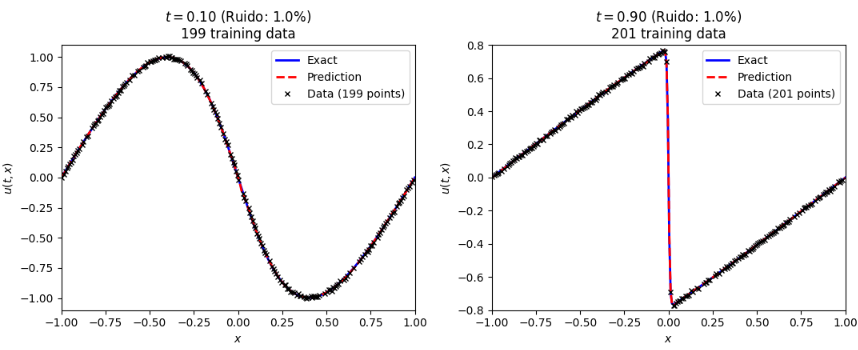 t = 0.10 (Ruido: 1.0%)
199 training data
1.00
0.75
0.50
0.25
0.00
−0.25
−0.50
−0.75
−1.00
u(t, x)
−1.00 −0.75 −0.50 −0.25 0.00 0.25 0.50 0.75 1.00
x
Exact
Prediction
Data (199 points)
t = 0.90 (Ruido: 1.0%)
201 training data
0.8
0.6
0.4
0.2
0.0
−0.2
−0.4
−0.6
−0.8
u(t, x)
−1.00 −0.75 −0.50 −0.25 0.00 0.25 0.50 0.75 1.00
x
Exact
Prediction
Data (201 points)